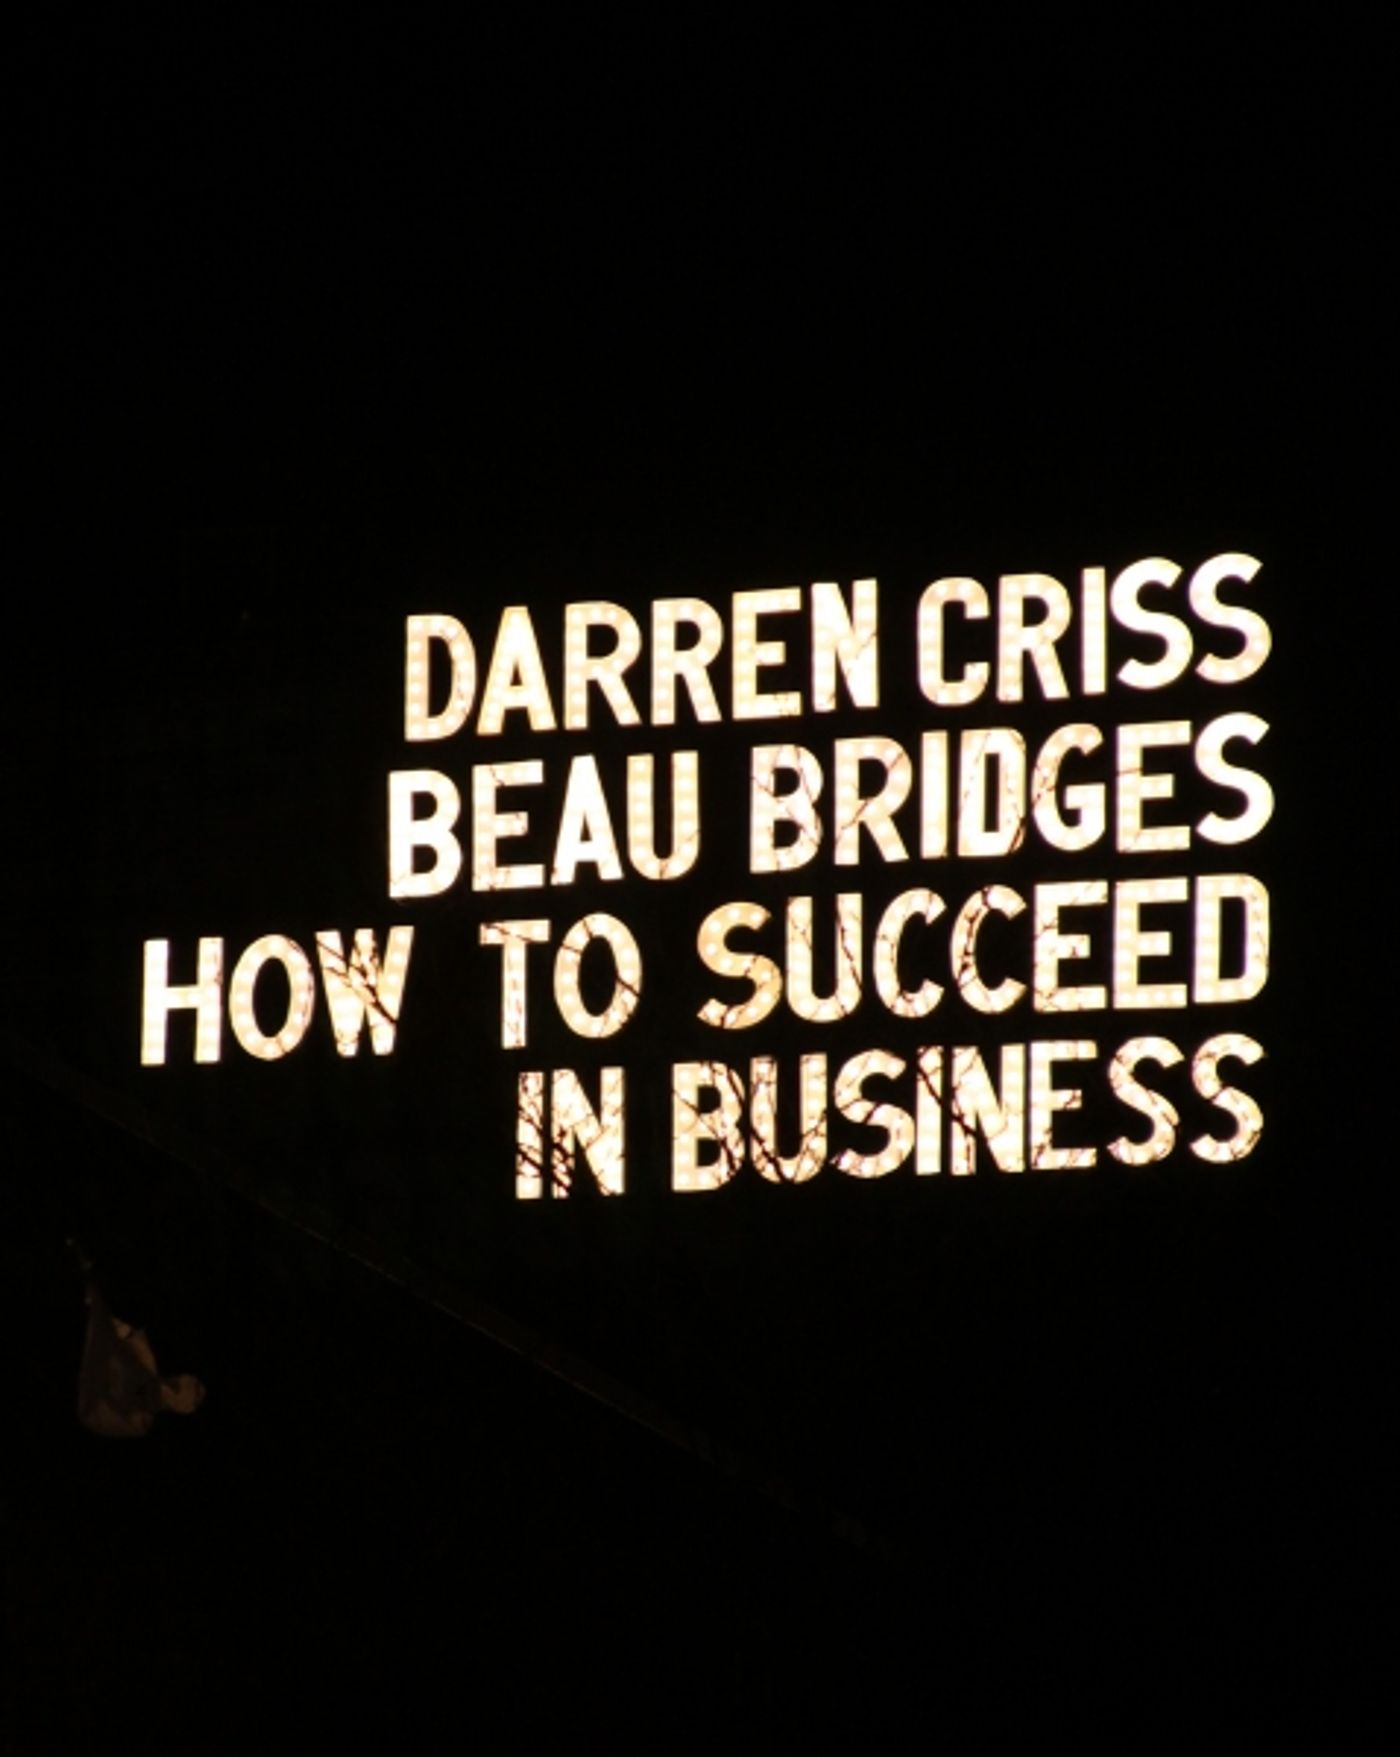 DARREN CRISS
BEAU BRIDGES
HOW TO SUCCEED
IN BUSINESS